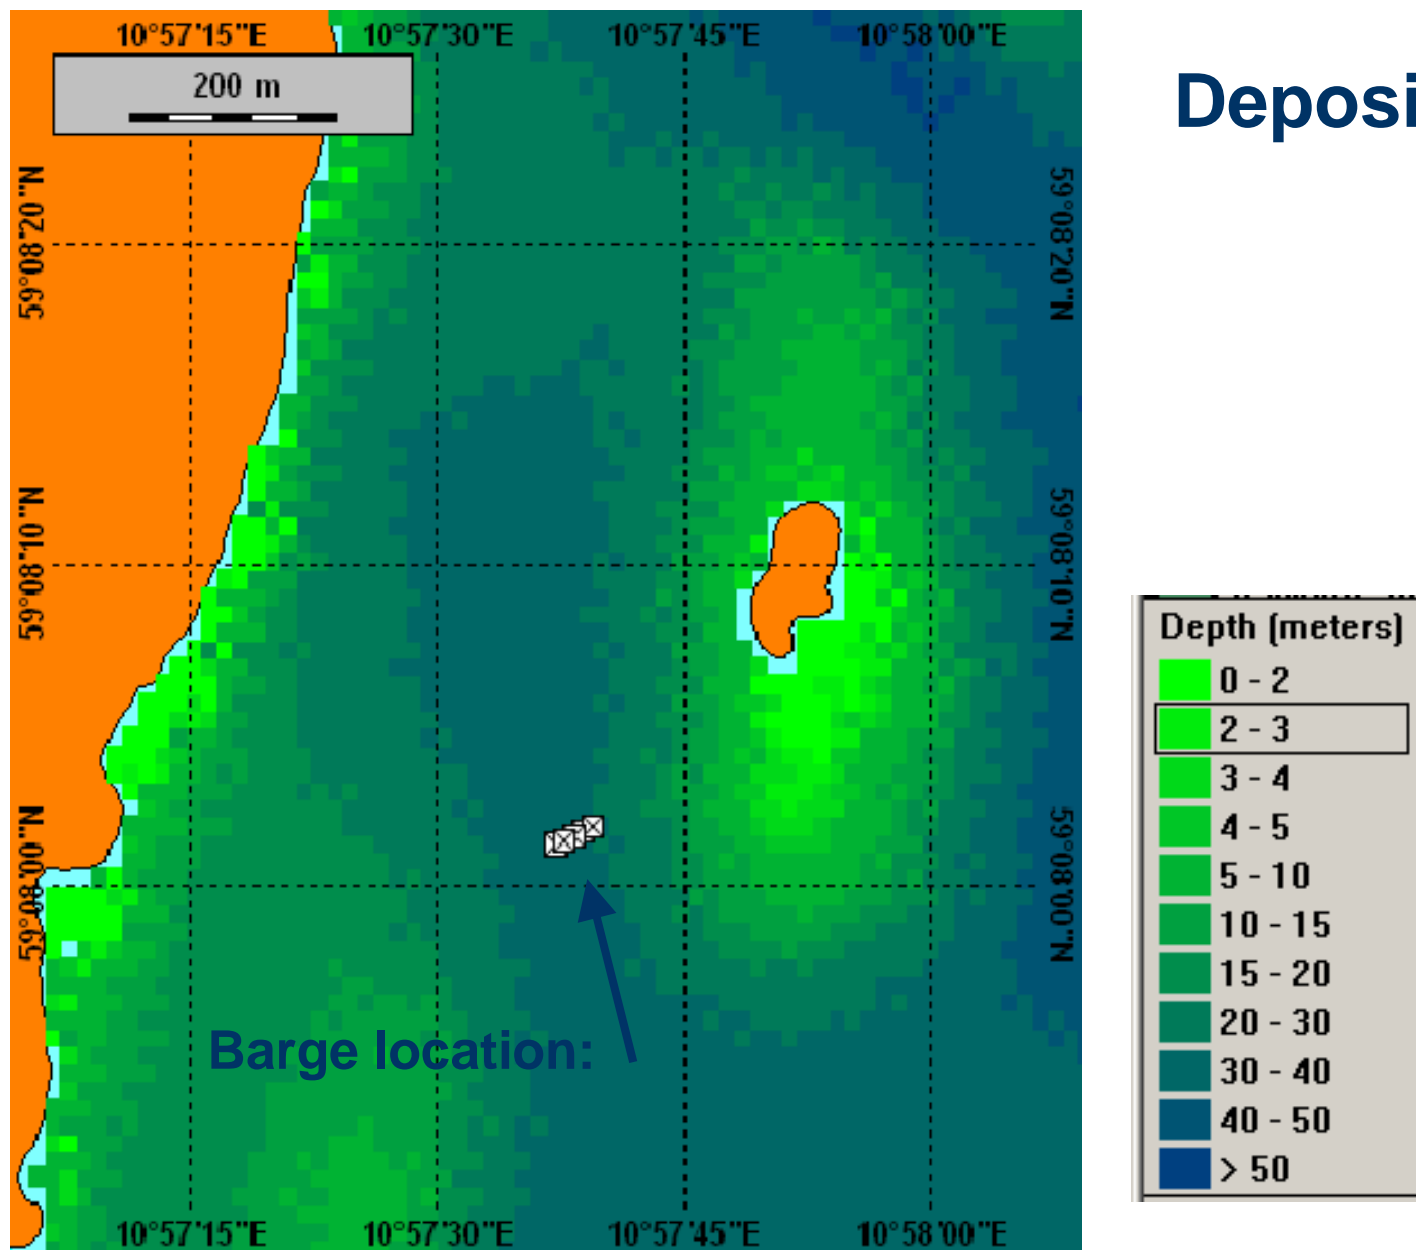 10°57'15"E 10°57'30"E 10°57'45"E 10°58'00"E
200 m
Deposi
59°08'20"N 59°08'20"N
59°08'10"N 59°08'10"N
Depth (meters)
0 - 2
2 - 3
3 - 4
4 - 5
5 - 10
10 - 15
15 - 20
20 - 30
30 - 40
40 - 50
> 50
59°08'00"N 59°08'00"N
Barge location:
10°57'15"E 10°57'30"E 10°57'45"E 10°58'00"E